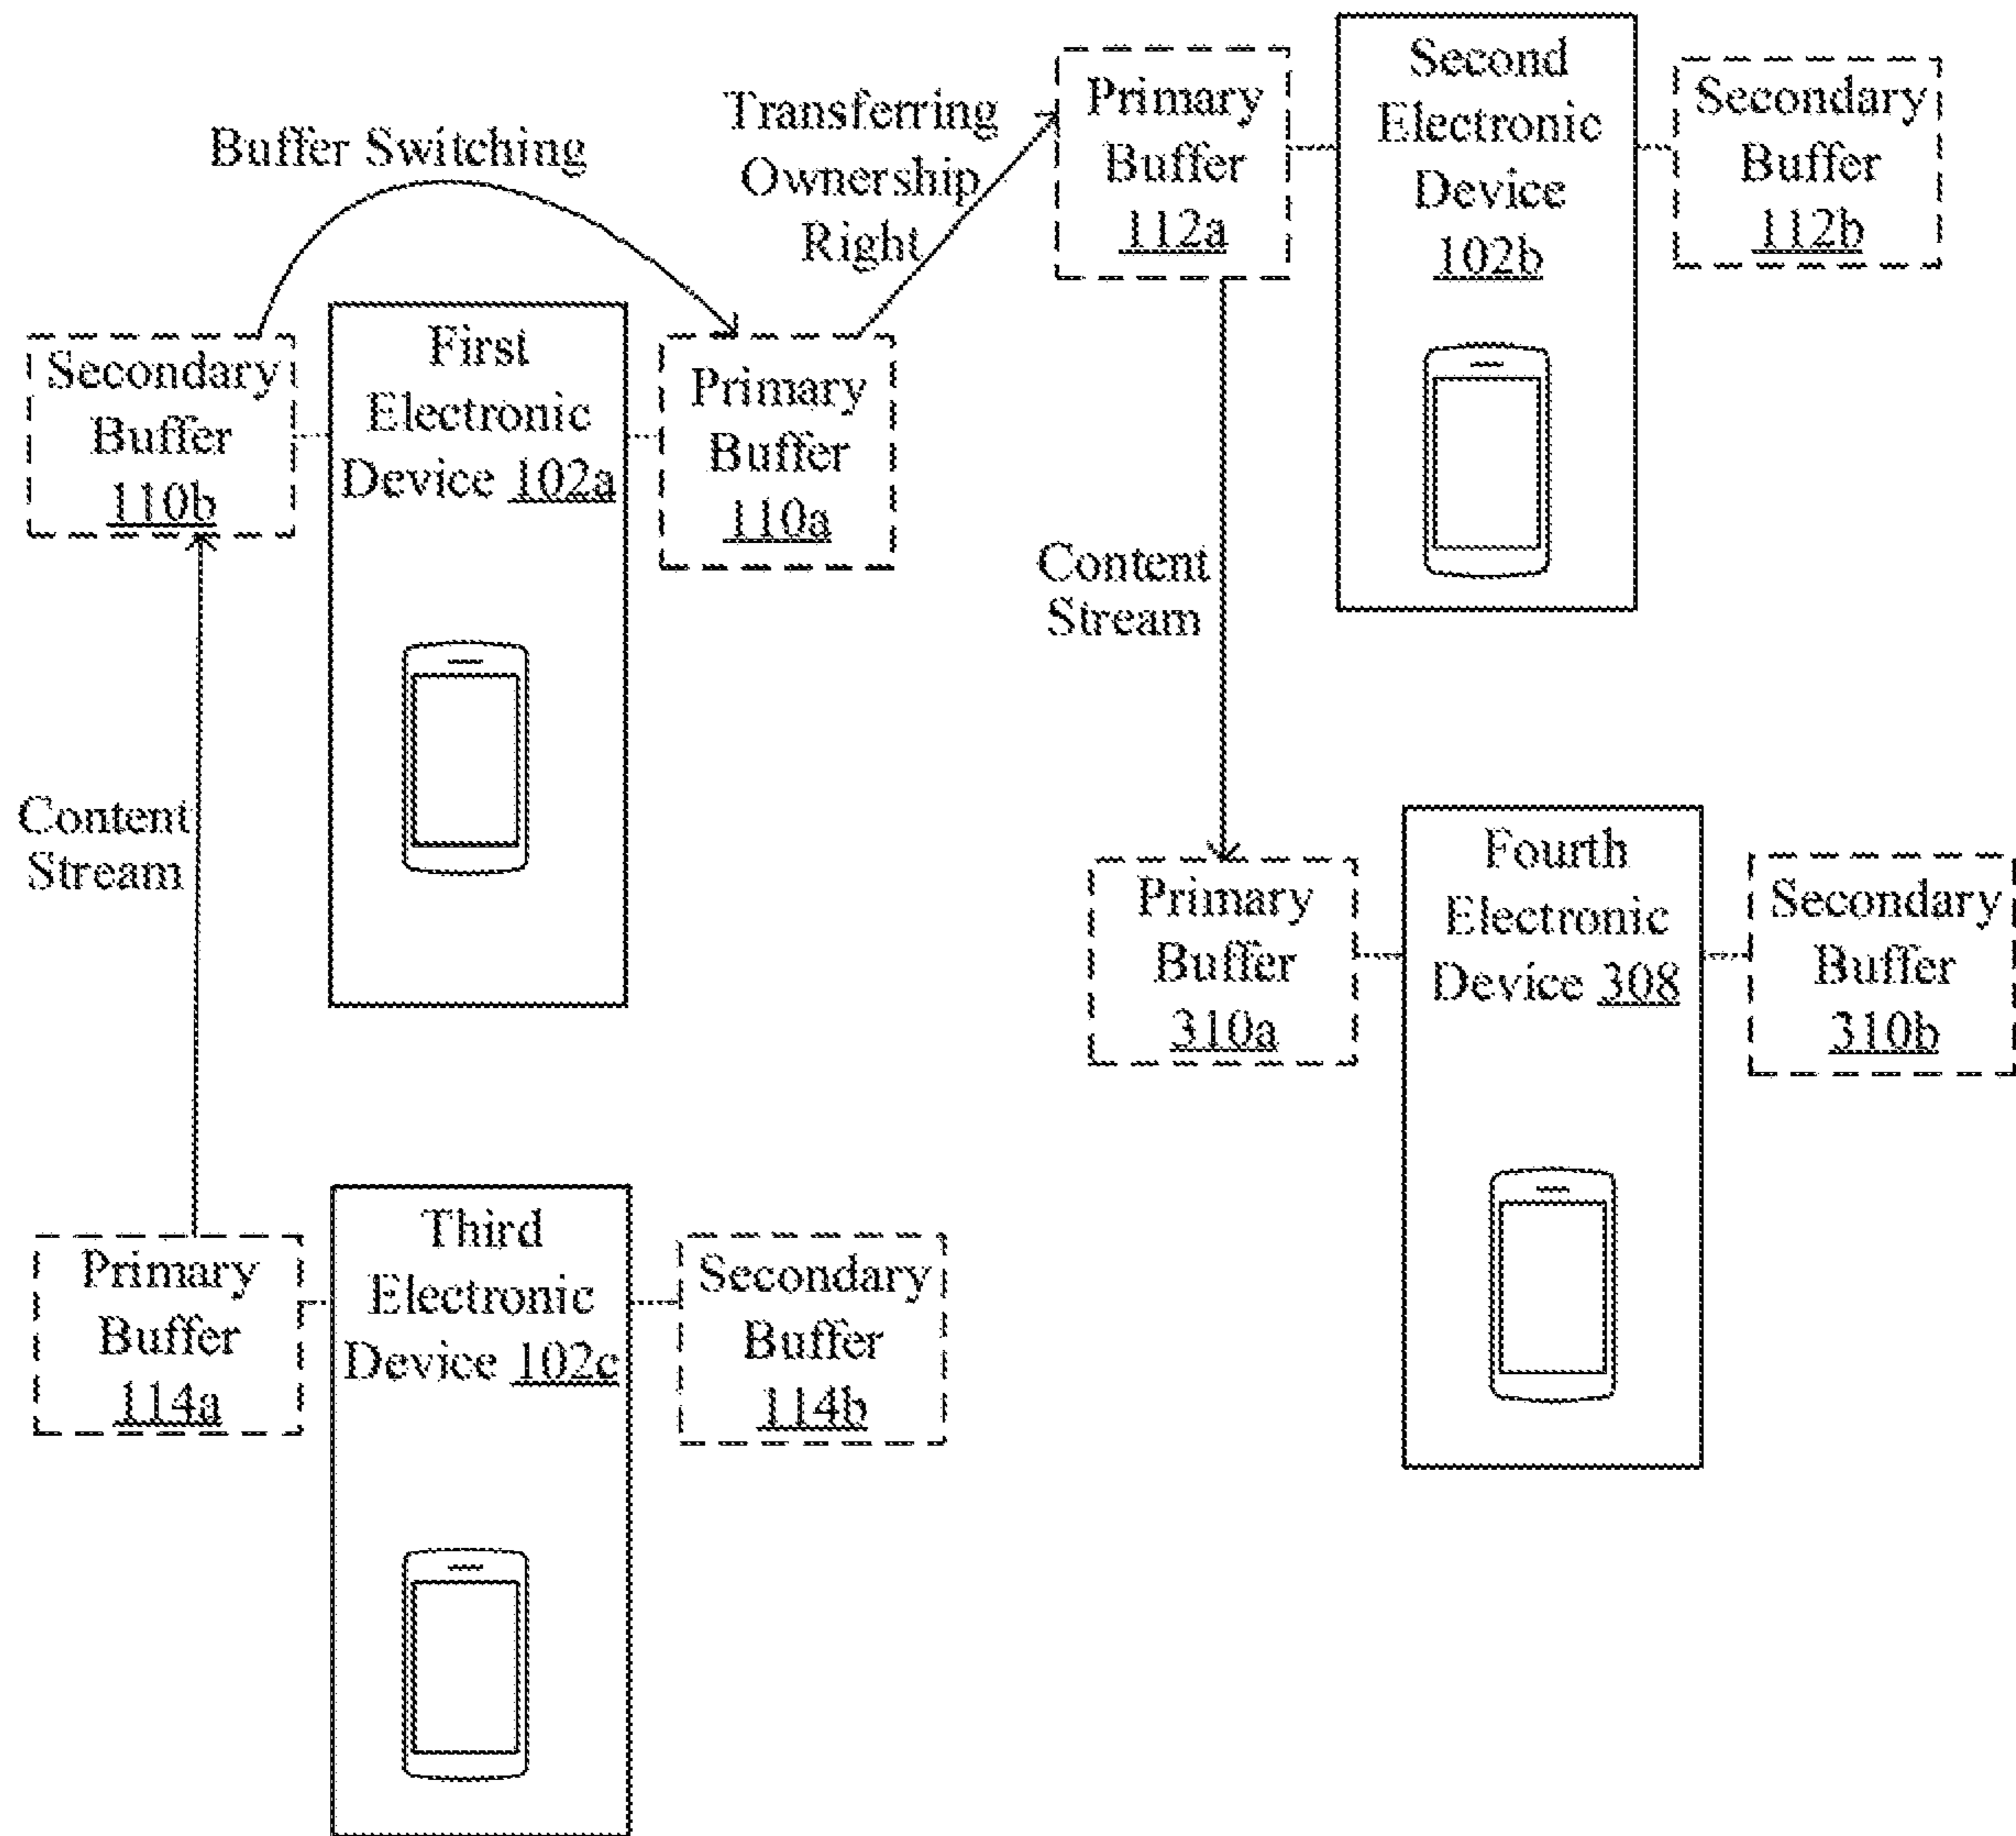 Buffer Switching
Transferring
Ownership
Right
Primary
Buffer
112a
Second
Electronic
Device
102b
Secondary
Buffer
112b
Secondary
Buffer
110b
First
Electronic
Device 102a
Primary
Buffer
110a
Content
Stream
Content
Stream
Primary
Buffer
310a
Fourth
Electronic
Device 308
Secondary
Buffer
310b
Primary
Buffer
114a
Third
Electronic
Device 102c
Secondary
Buffer
114b